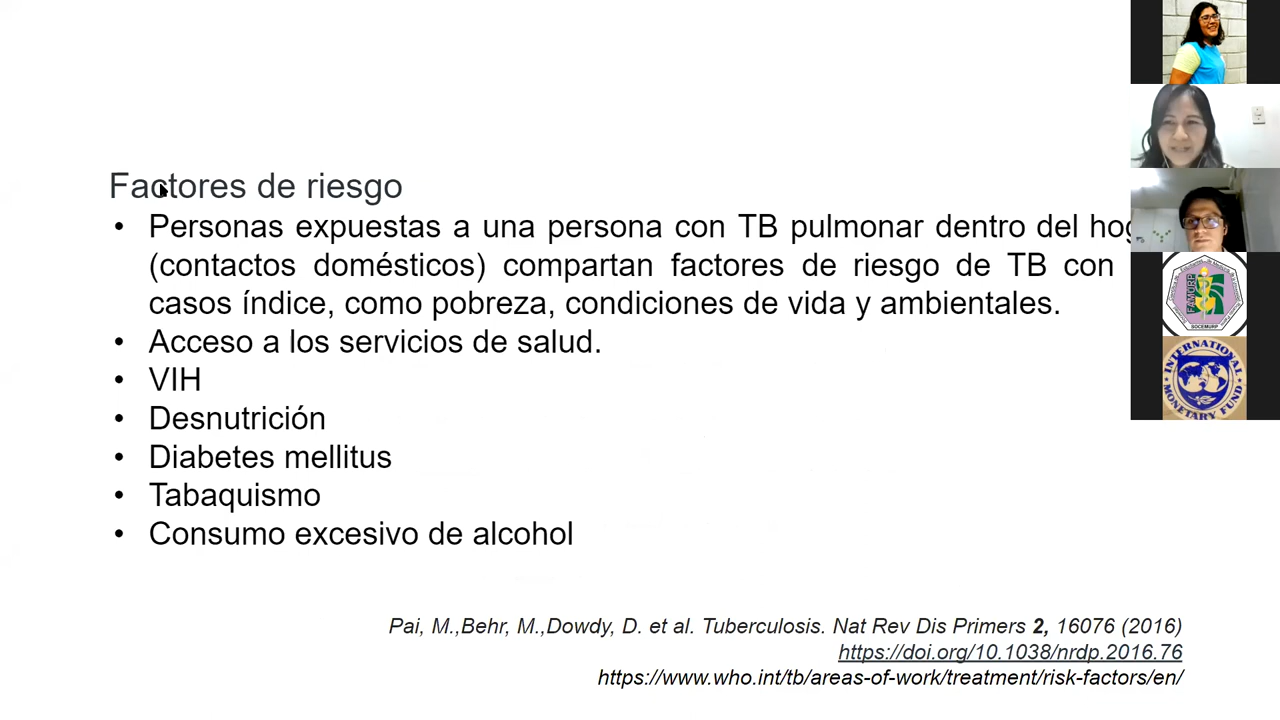 Factores de riesgo
• Personas expuestas a una persona con TB pulmonar dentro del
(contactos domésticos) compartan factores de riesgo de TB con
casos índice, como pobreza, condiciones de vida y ambientales.
• Acceso a los servicios de salud.
• VIH
• Desnutrición
• Diabetes mellitus
• Tabaquismo
• Consumo excesivo de alcohol
Pai, M.,Behr, M.,Dowdy, D. et al. Tuberculosis. Nat Rev Dis Primers 2, 16076 (2016)
https://doi.org/10.1038/nrdp.2016.76
https://www.who.int/tb/areas-of-work/treatment/risk-factors/en/
FAMURP
SOCEMURP
INTERNATIONAL
MONETARY FUND